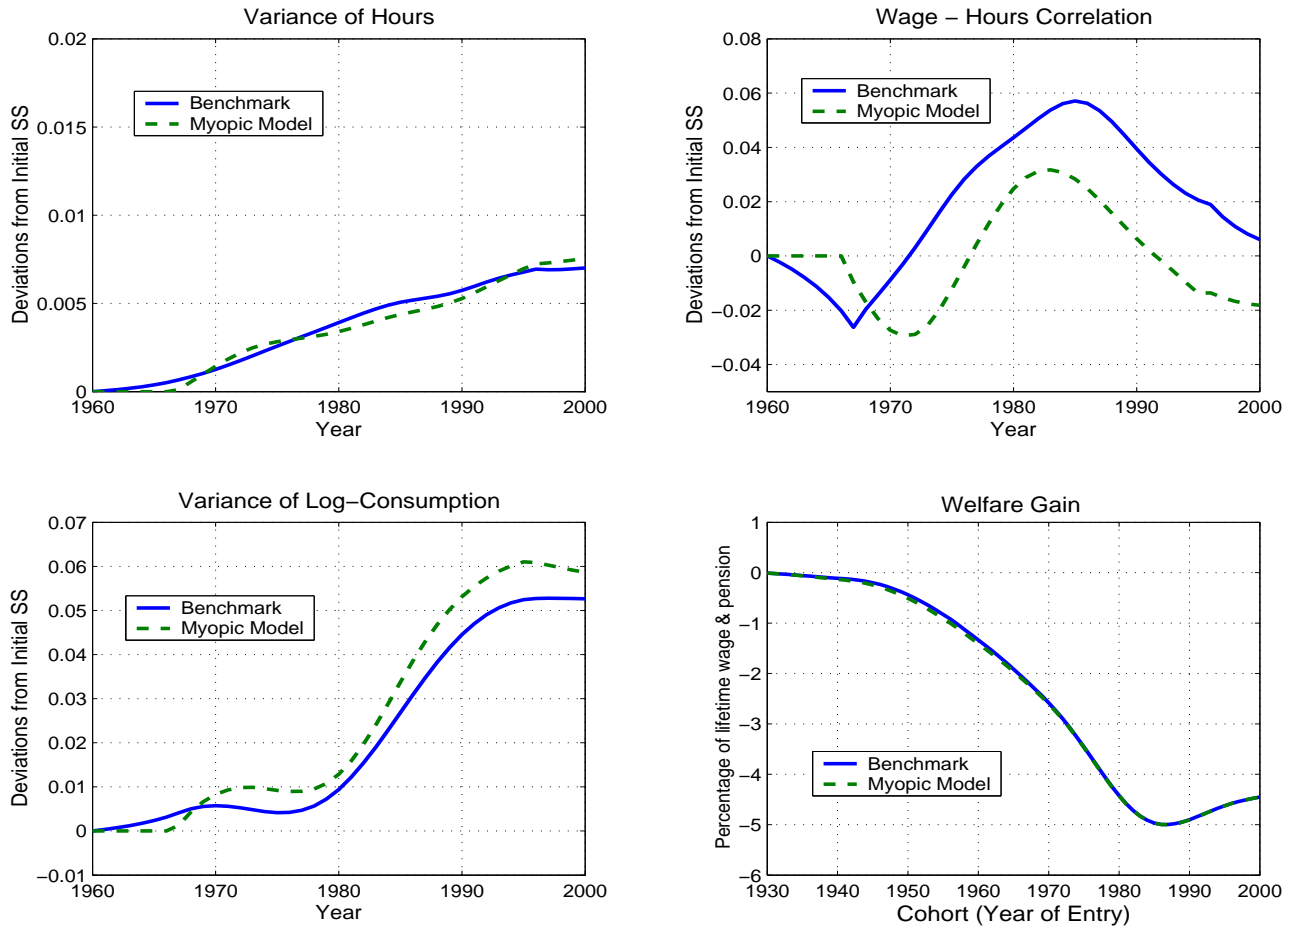 Variance of Hours
0.02
0.015
0.01
0.005
0
Deviations from Initial SS
Benchmark
Myopic Model
1960
1970
1980
1990
2000
Year
Wage − Hours Correlation
0.08
0.06
0.04
0.02
0
−0.02
−0.04
Deviations from Initial SS
Benchmark
Myopic Model
1960
1970
1980
1990
2000
Year
Variance of Log−Consumption
0.07
0.06
0.05
0.04
0.03
0.02
0.01
0
−0.01
Deviations from Initial SS
Benchmark
Myopic Model
1960
1970
1980
1990
2000
Year
Welfare Gain
1
0
−1
−2
−3
−4
−5
−6
Percentage of lifetime wage & pension
Benchmark
Myopic Model
1930
1940
1950
1960
1970
1980
1990
2000
Cohort (Year of Entry)